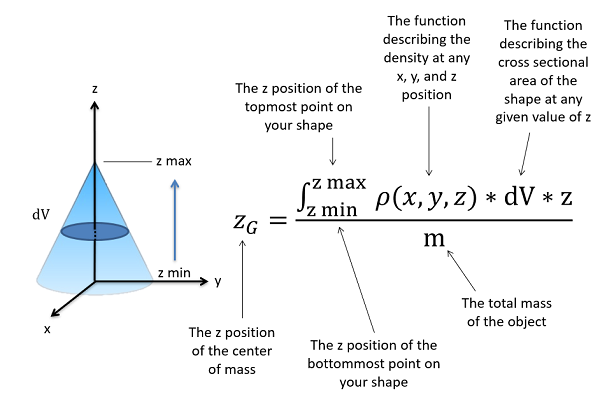 The function
describing the
density at any
x, y, and z
position
The function
describing the
cross sectional
area of the
shape at any
given value of z
The z position of the
topmost point on
your shape
z
z max
dV
z min
y
x
z_G = ∫_{z min}^{z max} ρ(x, y, z) * dV * z
m
The z position
of the center
of mass
The z position of the
bottommost point on
your shape
The total mass
of the object